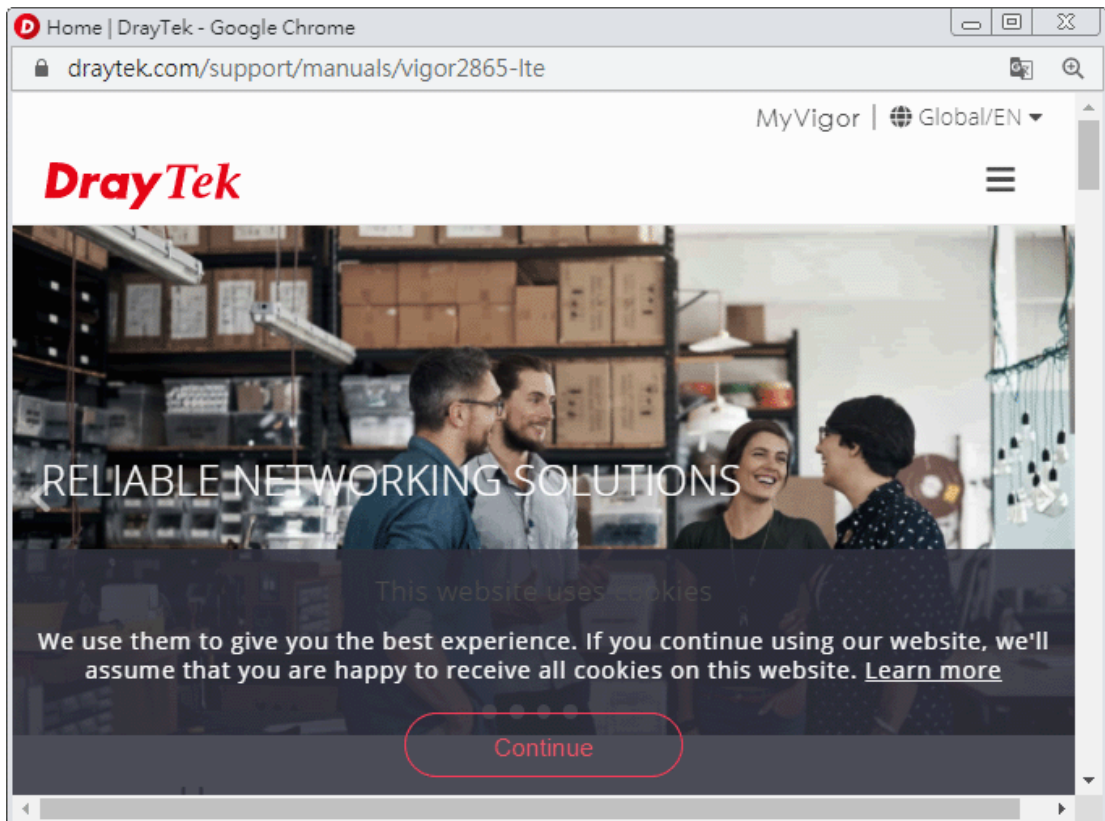 Home | DrayTek - Google Chrome
draytek.com/support/manuals/vigor2865-lte
MyVigor | Global/EN
DrayTek
RELIABLE NETWORKING SOLUTIONS
This website uses cookies
We use them to give you the best experience. If you continue using our website, we'll
assume that you are happy to receive all cookies on this website. Learn more
Continue